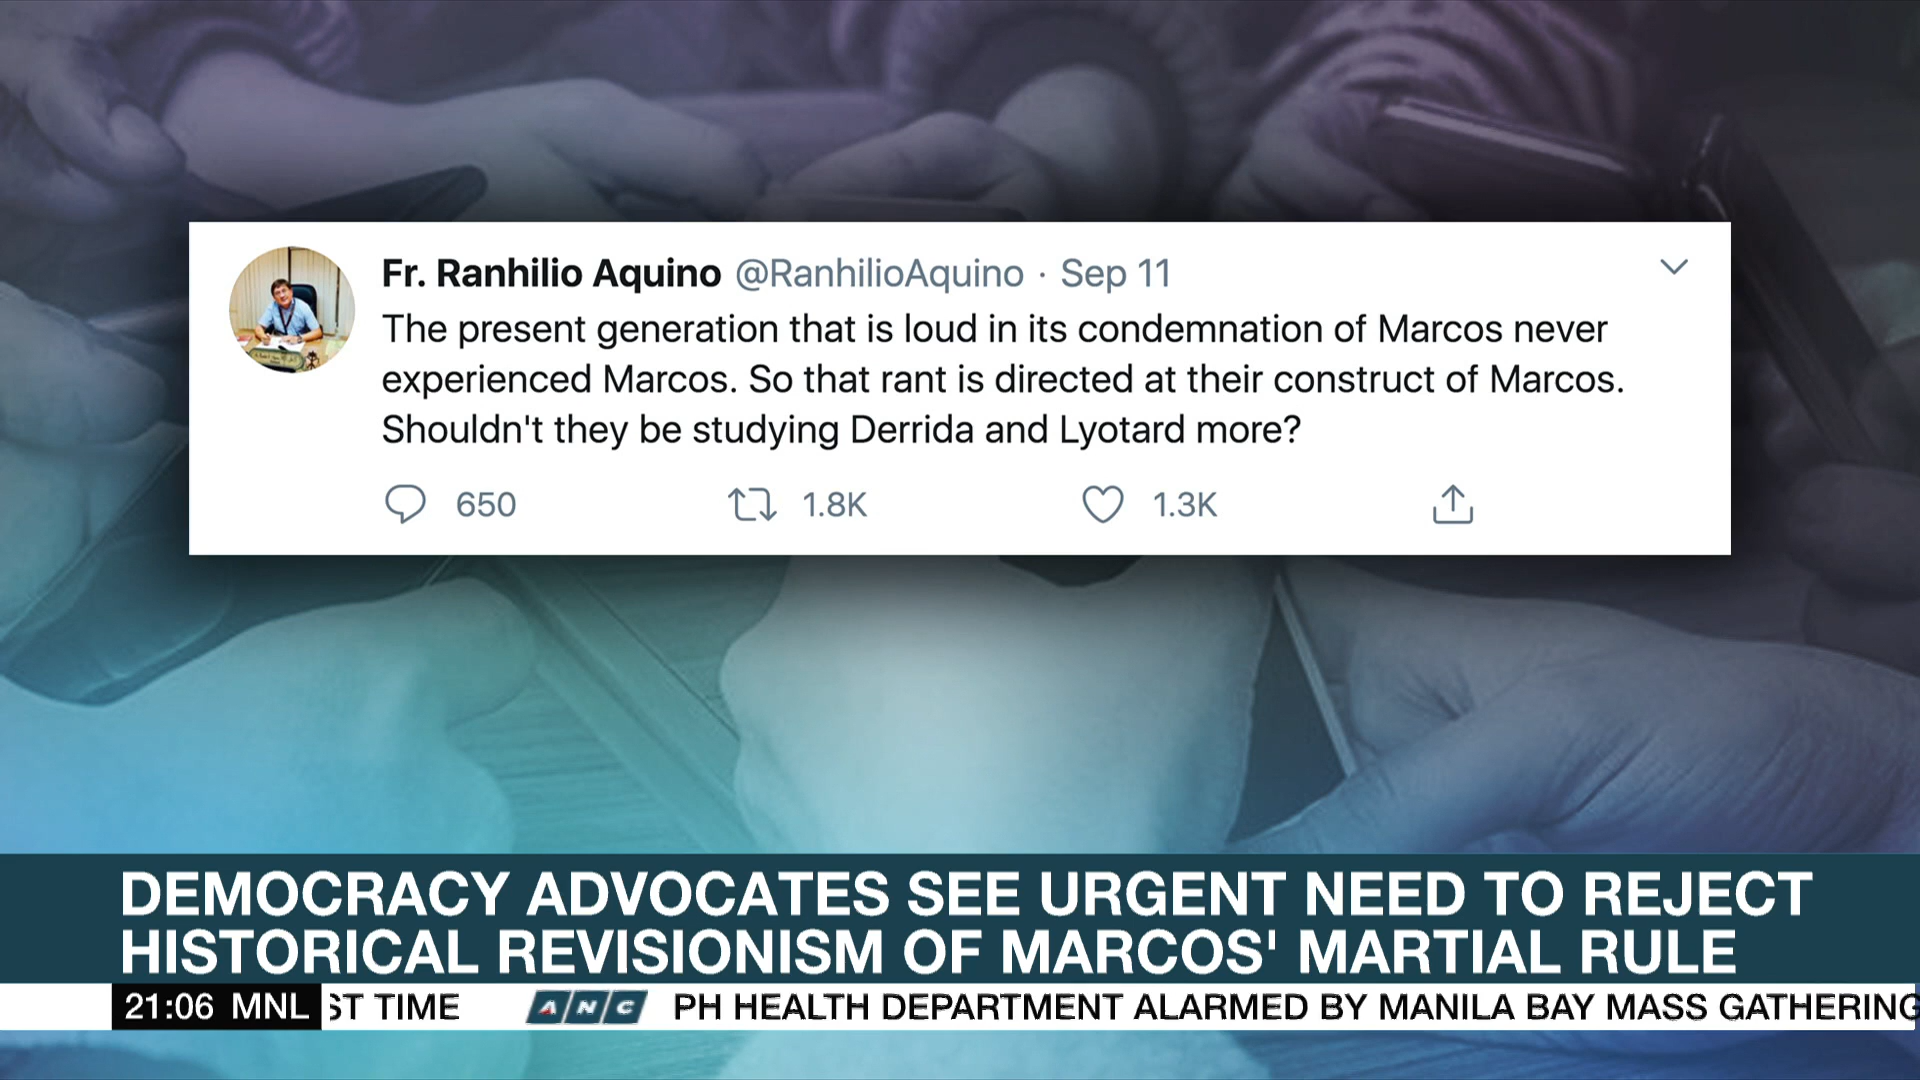 Fr. Ranhilio Aquino @RanhilioAquino · Sep 11
The present generation that is loud in its condemnation of Marcos never
experienced Marcos. So that rant is directed at their construct of Marcos.
Shouldn't they be studying Derrida and Lyotard more?
650 1.8K 1.3K
DEMOCRACY ADVOCATES SEE URGENT NEED TO REJECT
HISTORICAL REVISIONISM OF MARCOS' MARTIAL RULE
21:06 MNL ST TIME ANC PH HEALTH DEPARTMENT ALARMED BY MANILA BAY MASS GATHERING